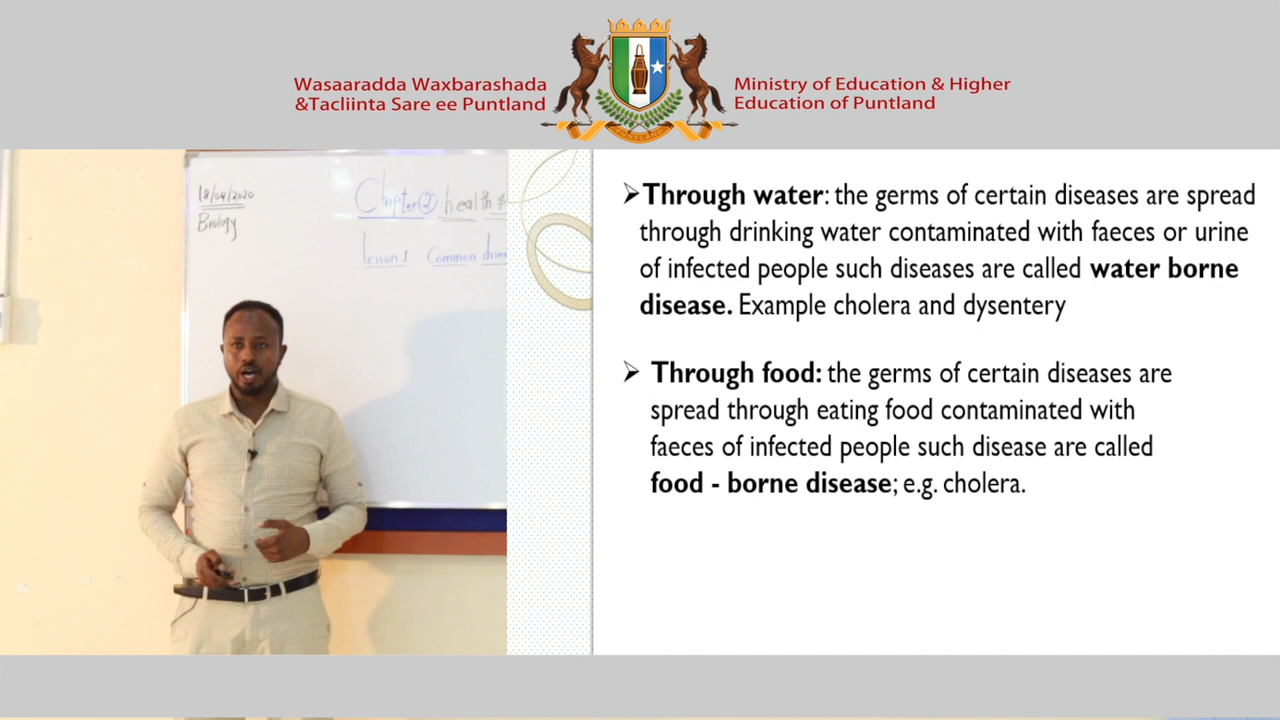 Wasaaradda Waxbarashada
&Tacliinta Sare ee Puntland
Ministry of Education & Higher
Education of Puntland
18/04/2020
Biology
Chapter 2 health &
lesson 1 Common disea
➢Through water: the germs of certain diseases are spread
through drinking water contaminated with faeces or urine
of infected people such diseases are called water borne
disease. Example cholera and dysentery
➢ Through food: the germs of certain diseases are
spread through eating food contaminated with
faeces of infected people such disease are called
food - borne disease; e.g. cholera.